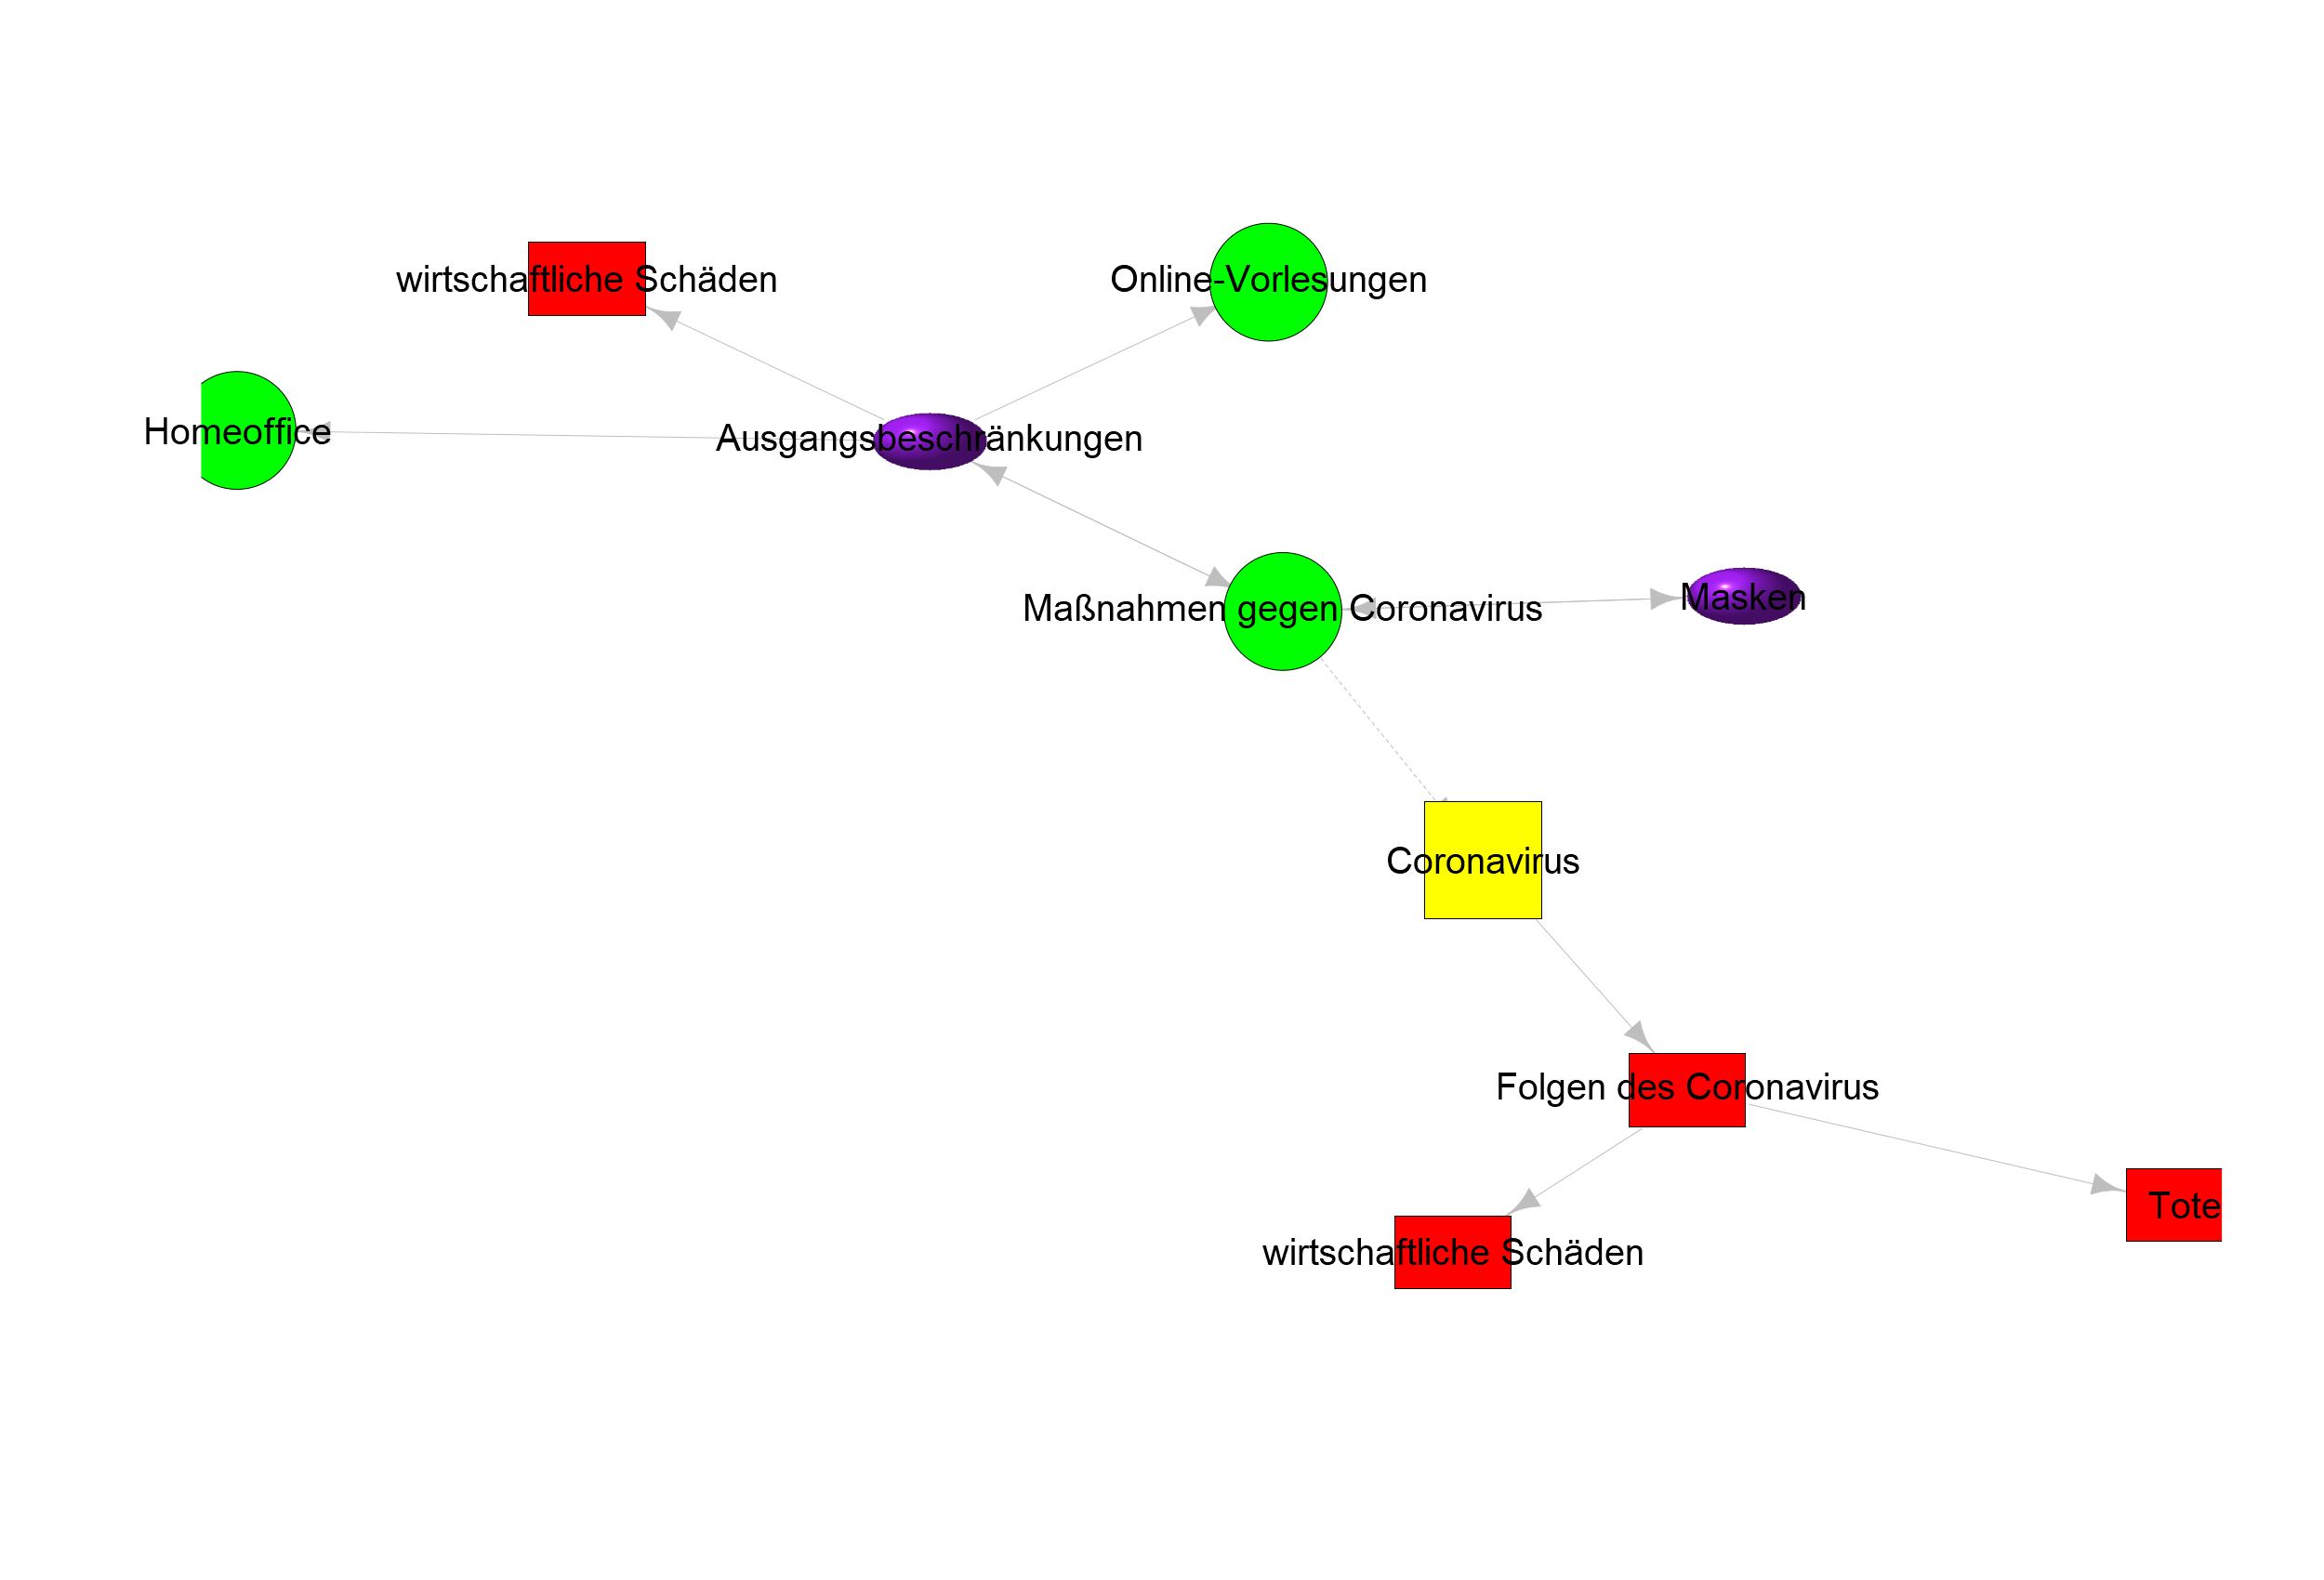 wirtschaftliche Schäden
Online-Vorlesungen
Homeoffice
Ausgangsbeschränkungen
Maßnahmen gegen Coronavirus
Masken
Coronavirus
Folgen des Coronavirus
Tote
wirtschaftliche Schäden